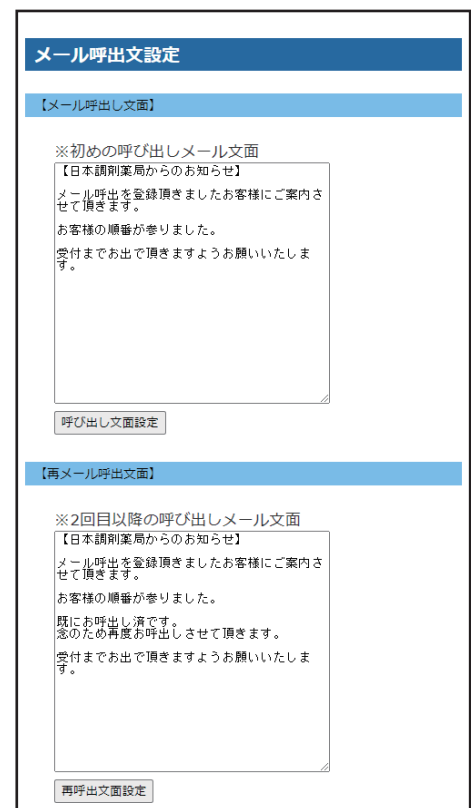 メール呼出文設定
【メール呼出し文面】
※初めの呼び出しメール文面
【日本調剤薬局からのお知らせ】
メール呼出を登録頂きましたお客様にご案内さ
せて頂きます。
お客様の順番が参りました。
受付までお出で頂きますようお願いいたしま
す。
呼び出し文面設定
【再メール呼出文面】
※2回目以降の呼び出しメール文面
【日本調剤薬局からのお知らせ】
メール呼出を登録頂きましたお客様にご案内さ
せて頂きます。
お客様の順番が参りました。
既にお呼出し済です。
念のため再度お呼出しさせて頂きます。
受付までお出で頂きますようお願いいたしま
す。
再呼出文面設定